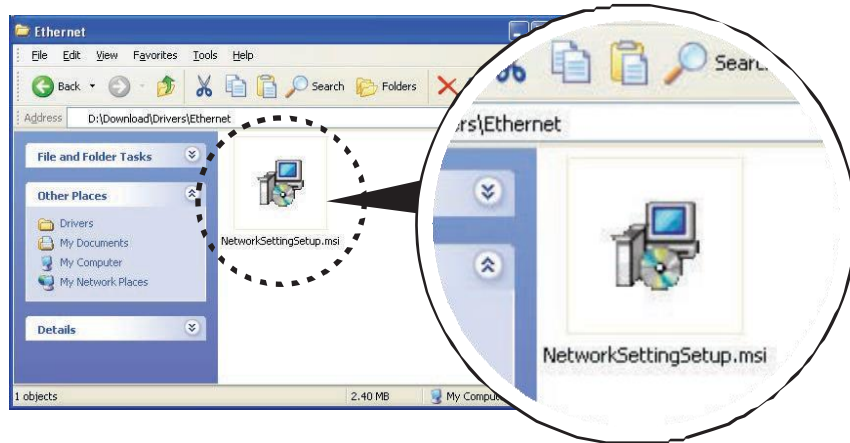 Ethernet
File Edit View Favorites Tools Help
Back Search Folders
Address D:\Download\Drivers\Ethernet
File and Folder Tasks
Other Places
Drivers
My Documents
My Computer
My Network Places
Details
NetworkSettingSetup.msi
1 objects 2.40 MB My Compu
Sear
rs\Ethernet
NetworkSettingSetup.msi